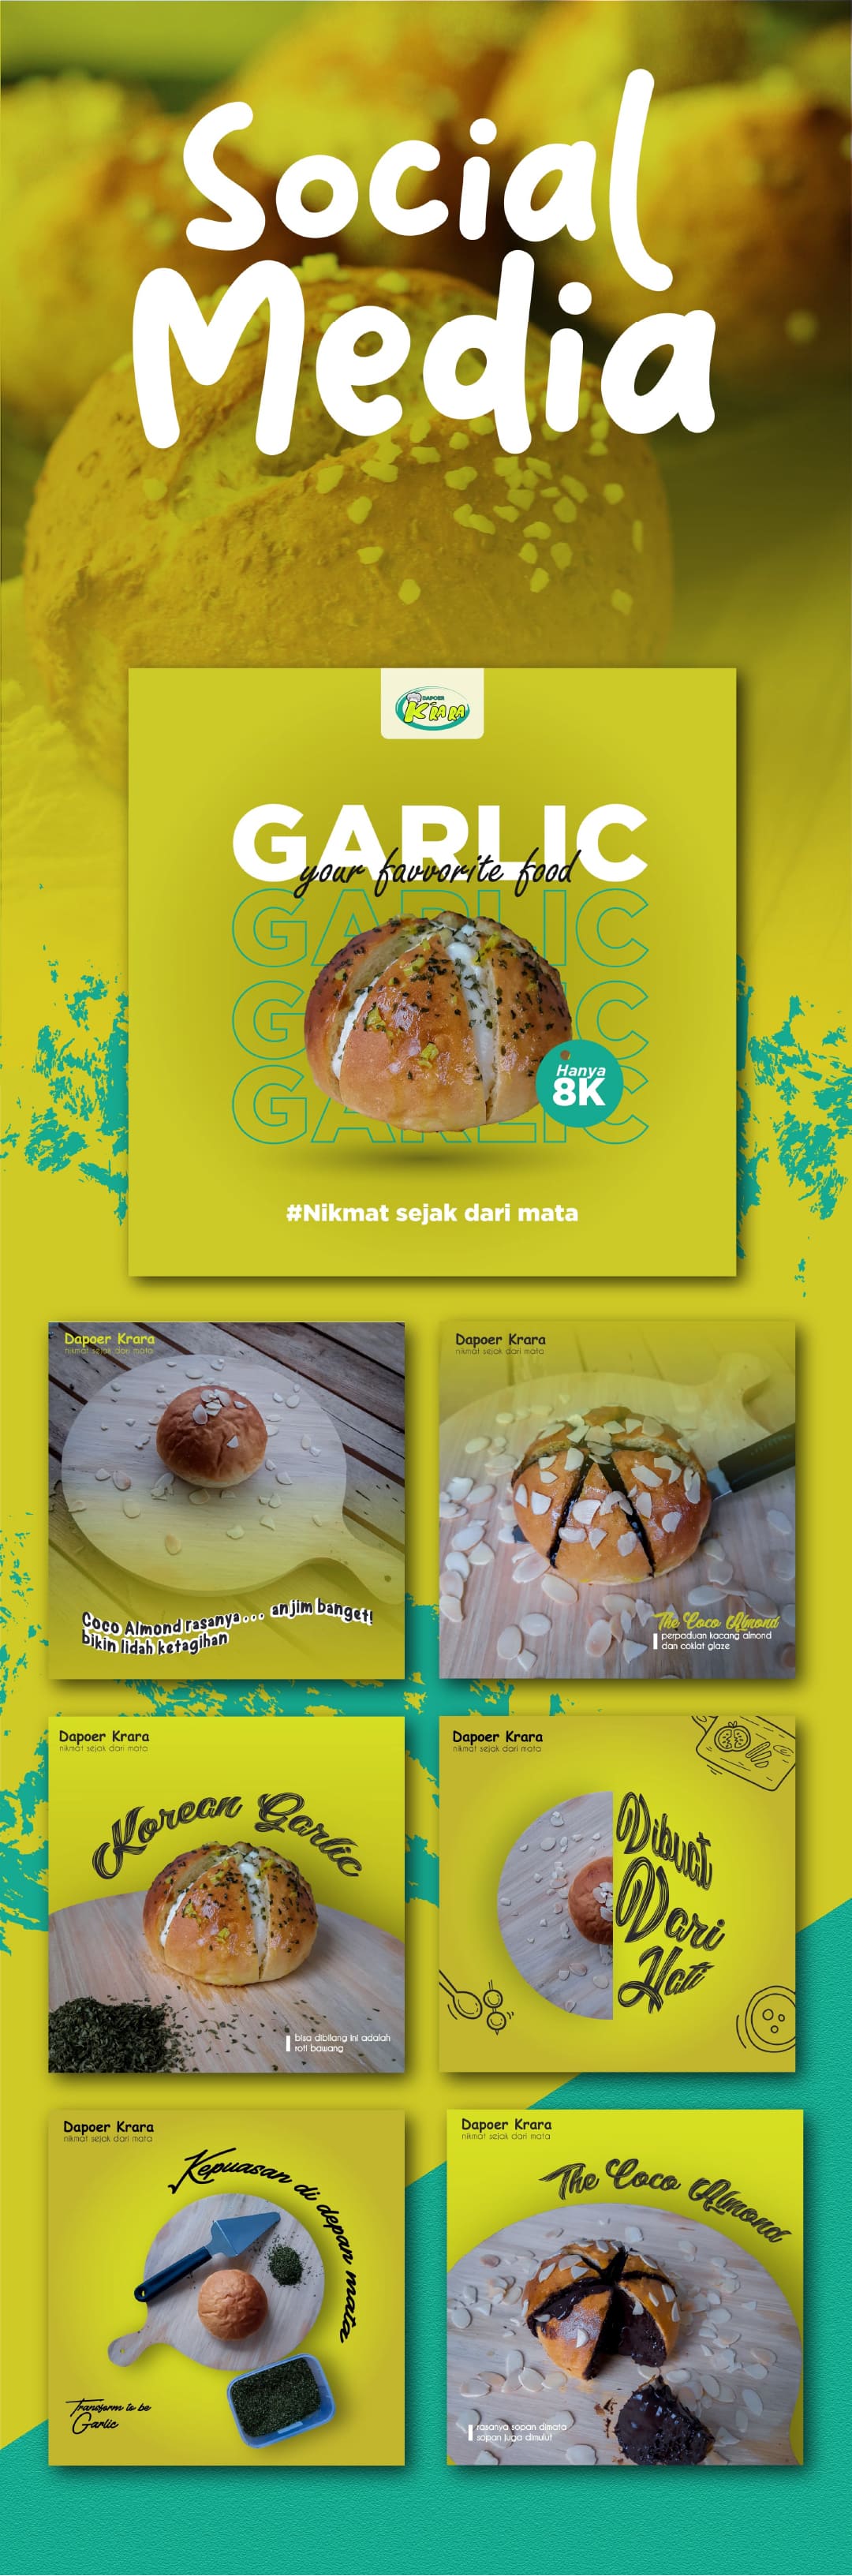 Social
Media
DAPOER
KRARA
GARLIC
your favvorite food
GARLIC
GARLIC
GARLIC
Hanya
8K
#Nikmat sejak dari mata
Dapoer Krara
nikmat sejak dari mata
Coco Almond rasanya... anjim banget!
bikin lidah ketagihan
Dapoer Krara
nikmat sejak dari mata
The Coco Almond
perpaduan kacang almond
dan coklat glaze
Dapoer Krara
nikmat sejak dari mata
Korean Garlic
bisa dibilang ini adalah
roti bawang
Dapoer Krara
nikmat sejak dari mata
Dibuat
Dari
Hati
Dapoer Krara
nikmat sejak dari mata
Kepuasan di depan mata
Transform to be
Garlic
Dapoer Krara
nikmat sejak dari mata
The Coco Almond
rasanya sopan dimata
sopan juga dimulut